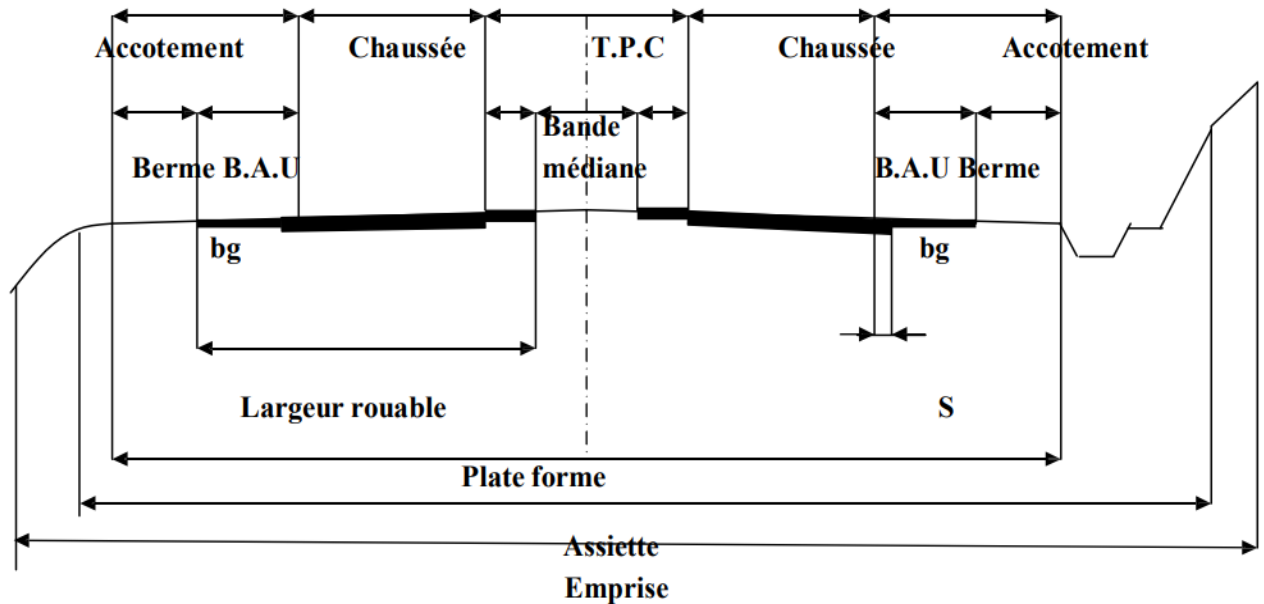 Accotement Chaussée T.P.C Chaussée Accotement
Bande
Berme B.A.U médiane B.A.U Berme
bg bg
Largeur rouable S
Plate forme
Assiette
Emprise